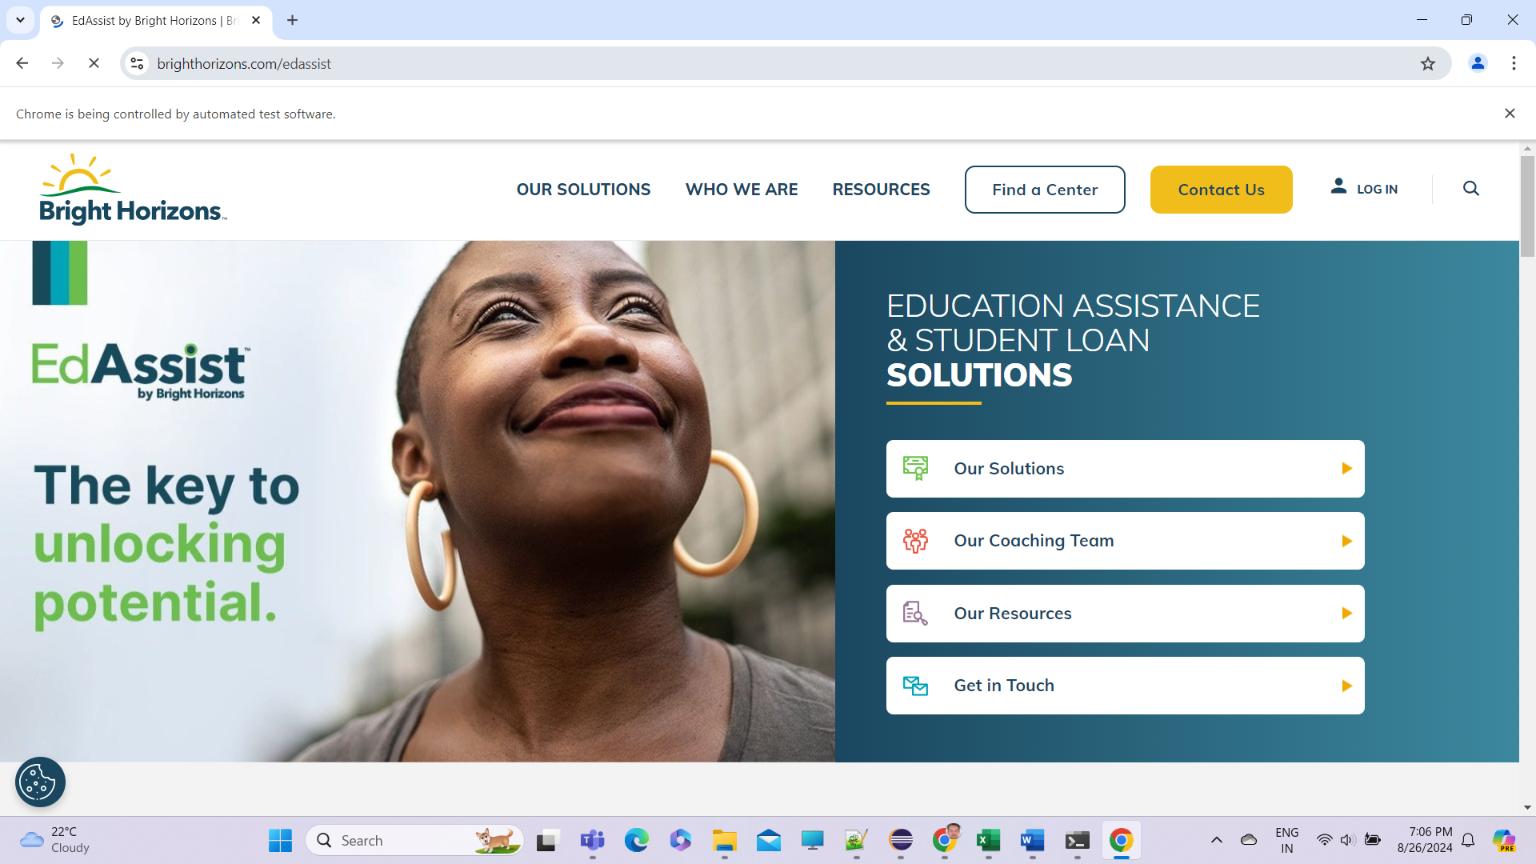 EdAssist by Bright Horizons | Br
brighthorizons.com/edassist
Chrome is being controlled by automated test software.
Bright Horizons™
OUR SOLUTIONS
WHO WE ARE
RESOURCES
Find a Center
Contact Us
LOG IN
EdAssist™
by Bright Horizons
The key to
unlocking
potential.
EDUCATION ASSISTANCE
& STUDENT LOAN
SOLUTIONS
Our Solutions
Our Coaching Team
Our Resources
Get in Touch
22°C
Cloudy
Search
ENG
IN
7:06 PM
8/26/2024
PRE